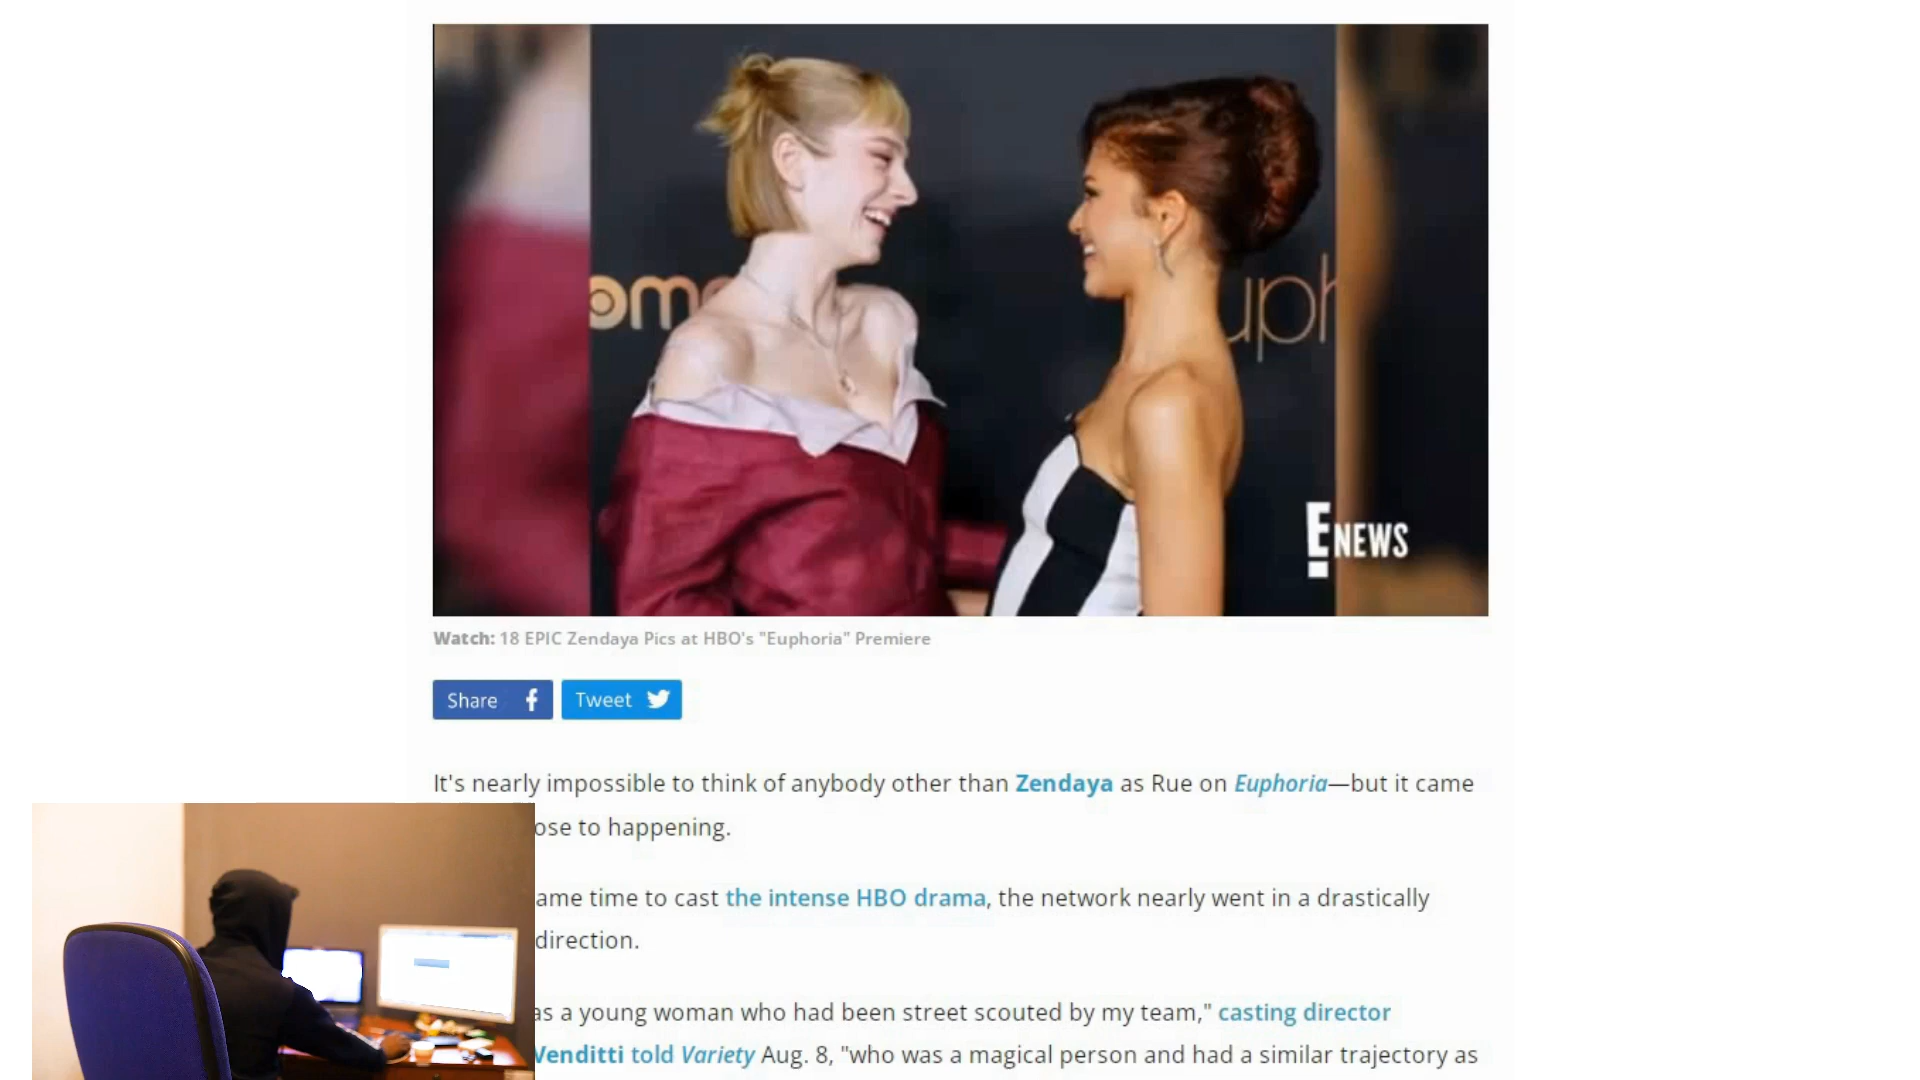 ome
uph
E NEWS
Watch: 18 EPIC Zendaya Pics at HBO's "Euphoria" Premiere
Share
Tweet
It's nearly impossible to think of anybody other than Zendaya as Rue on Euphoria—but it came
ose to happening.
ame time to cast the intense HBO drama, the network nearly went in a drastically
direction.
as a young woman who had been street scouted by my team," casting director
Venditti told Variety Aug. 8, "who was a magical person and had a similar trajectory as